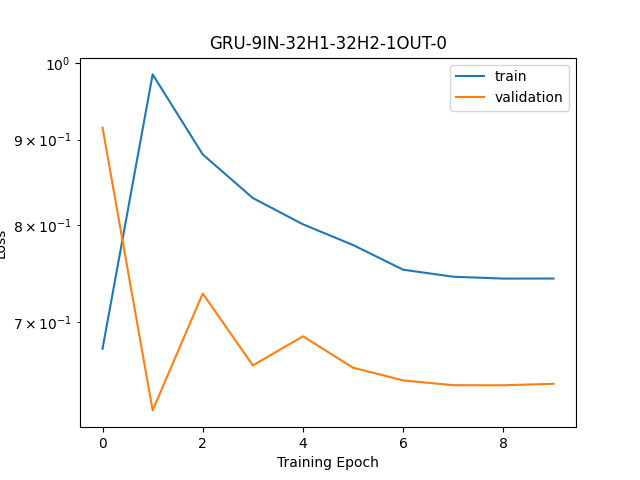 GRU-9IN-32H1-32H2-1OUT-0
train
validation
10⁰
9 × 10⁻¹
8 × 10⁻¹
7 × 10⁻¹
Loss
0 2 4 6 8
Training Epoch